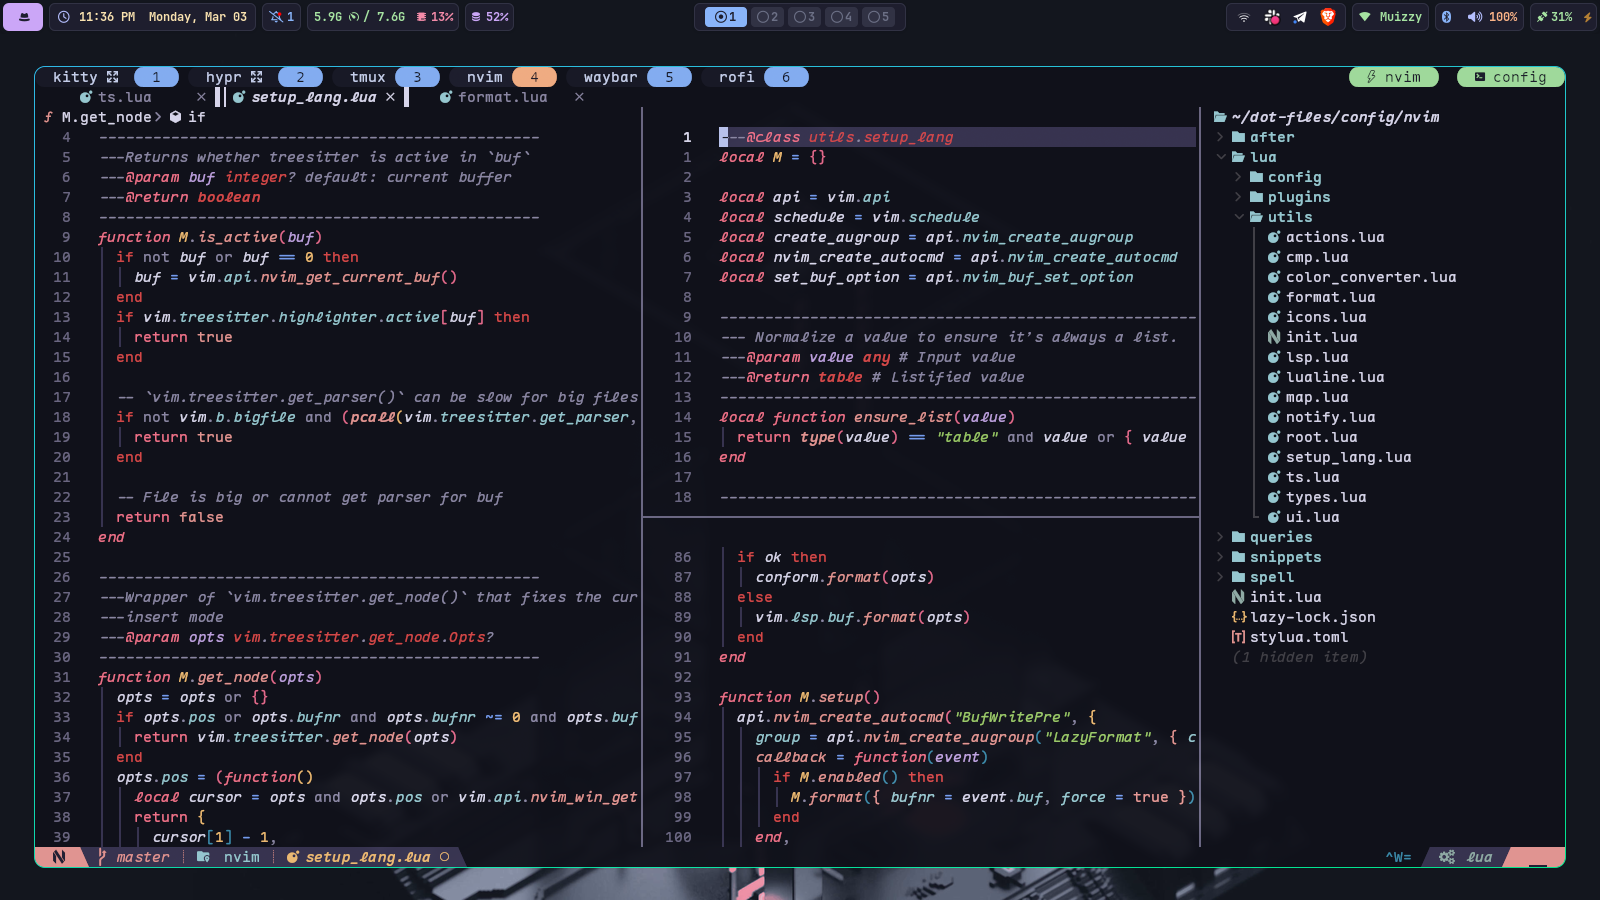 11:36 PM Monday, Mar 03
1
5.9G / 7.6G 13%
52%
1 2 3 4 5
Muizzy
100%
31%
kitty 1 hypr 2 tmux 3 nvim 4 waybar 5 rofi 6
nvim config
ts.lua × setup_lang.lua × format.lua ×
M.get_node > if
4 -------------------------------------------------
5 ---Returns whether treesitter is active in `buf`
6 ---@param buf integer? default: current buffer
7 ---@return boolean
8 -------------------------------------------------
9 function M.is_active(buf)
10 if not buf or buf == 0 then
11 buf = vim.api.nvim_get_current_buf()
12 end
13 if vim.treesitter.highlighter.active[buf] then
14 return true
15 end
16
17 -- `vim.treesitter.get_parser()` can be slow for big files
18 if not vim.b.bigfile and (pcall(vim.treesitter.get_parser,
19 return true
20 end
21
22 -- File is big or cannot get parser for buf
23 return false
24 end
25
26 -------------------------------------------------
27 ---Wrapper of `vim.treesitter.get_node()` that fixes the cur
28 ---insert mode
29 ---@param opts vim.treesitter.get_node.Opts?
30 -------------------------------------------------
31 function M.get_node(opts)
32 opts = opts or {}
33 if opts.pos or opts.bufnr and opts.bufnr ~= 0 and opts.buf
34 return vim.treesitter.get_node(opts)
35 end
36 opts.pos = (function()
37 local cursor = opts and opts.pos or vim.api.nvim_win_get
38 return {
39 cursor[1] - 1,
1 ---@class utils.setup_lang
1 local M = {}
2
3 local api = vim.api
4 local schedule = vim.schedule
5 local create_augroup = api.nvim_create_augroup
6 local nvim_create_autocmd = api.nvim_create_autocmd
7 local set_buf_option = api.nvim_buf_set_option
8
9 -----------------------------------------------------
10 --- Normalize a value to ensure it's always a list.
11 ---@param value any # Input value
12 ---@return table # Listified value
13 -----------------------------------------------------
14 local function ensure_list(value)
15 return type(value) == "table" and value or { value
16 end
17
18 -----------------------------------------------------
86 if ok then
87 conform.format(opts)
88 else
89 vim.lsp.buf.format(opts)
90 end
91 end
92
93 function M.setup()
94 api.nvim_create_autocmd("BufWritePre", {
95 group = api.nvim_create_augroup("LazyFormat", { c
96 callback = function(event)
97 if M.enabled() then
98 M.format({ bufnr = event.buf, force = true })
99 end
100 end,
~/dot-files/config/nvim
after
lua
config
plugins
utils
actions.lua
cmp.lua
color_converter.lua
format.lua
icons.lua
init.lua
lsp.lua
lualine.lua
map.lua
notify.lua
root.lua
setup_lang.lua
ts.lua
types.lua
ui.lua
queries
snippets
spell
init.lua
lazy-lock.json
stylua.toml
(1 hidden item)
master nvim setup_lang.lua
^W= lua